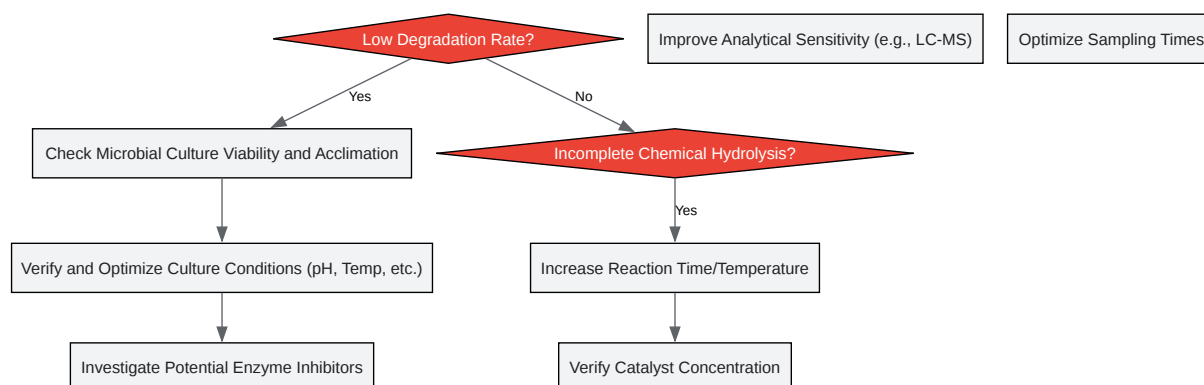 Low Degradation Rate?
Improve Analytical Sensitivity (e.g., LC-MS)
Optimize Sampling Times
Yes
No
Check Microbial Culture Viability and Acclimation
Incomplete Chemical Hydrolysis?
Yes
Verify and Optimize Culture Conditions (pH, Temp, etc.)
Increase Reaction Time/Temperature
Investigate Potential Enzyme Inhibitors
Verify Catalyst Concentration